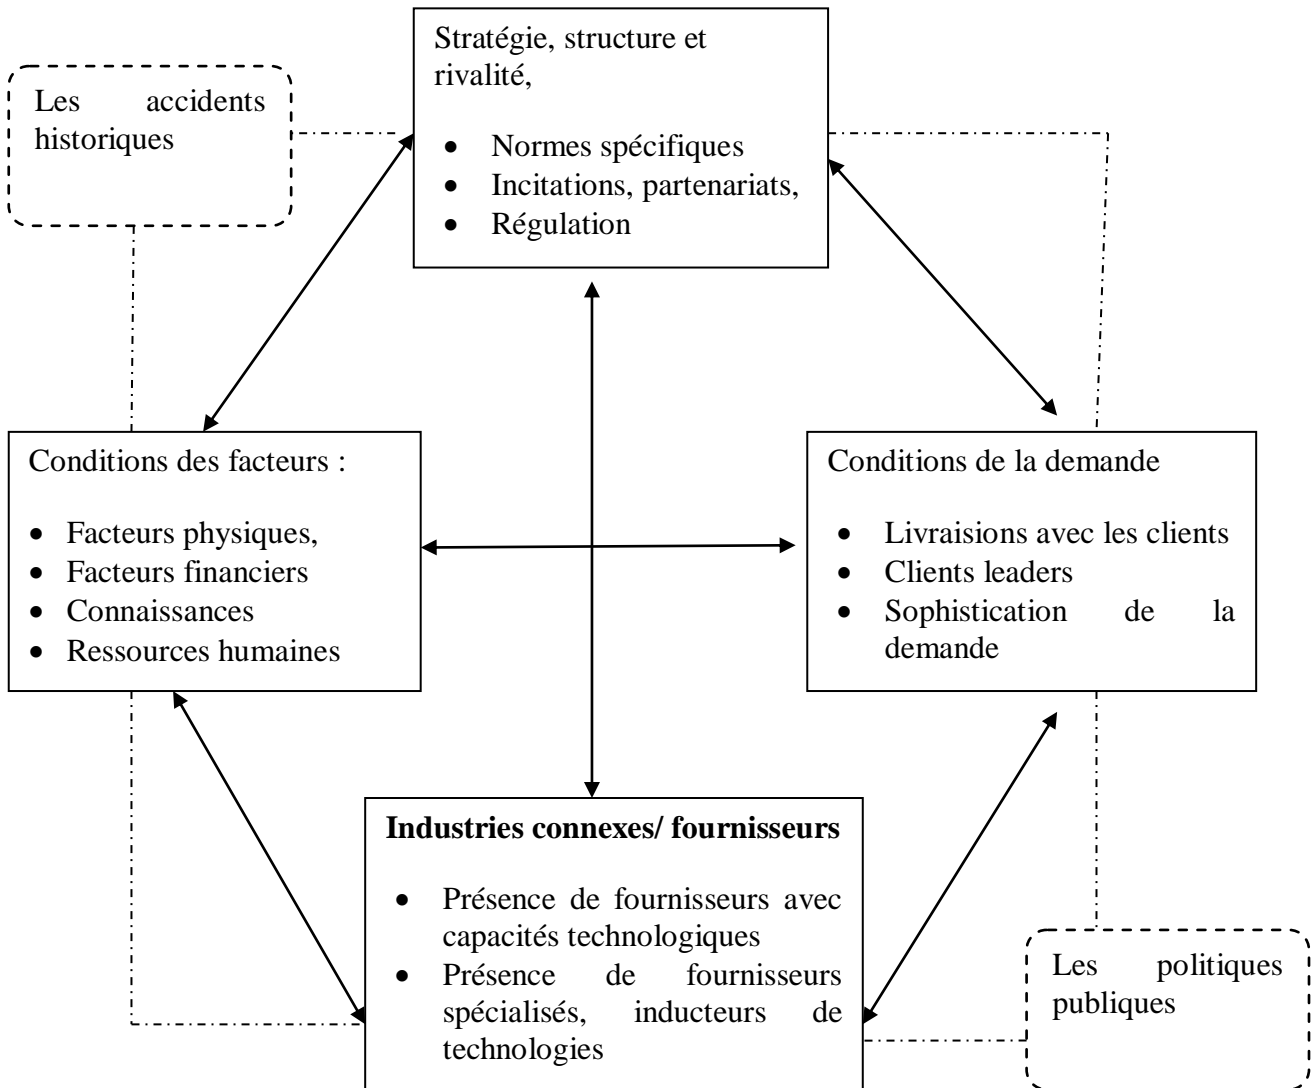 Stratégie, structure et
rivalité,
• Normes spécifiques
• Incitations, partenariats,
• Régulation
Les accidents
historiques
Conditions des facteurs :
• Facteurs physiques,
• Facteurs financiers
• Connaissances
• Ressources humaines
Conditions de la demande
• Livraisions avec les clients
• Clients leaders
• Sophistication de la
demande
Industries connexes/ fournisseurs
• Présence de fournisseurs avec
capacités technologiques
• Présence de fournisseurs
spécialisés, inducteurs de
technologies
Les politiques
publiques